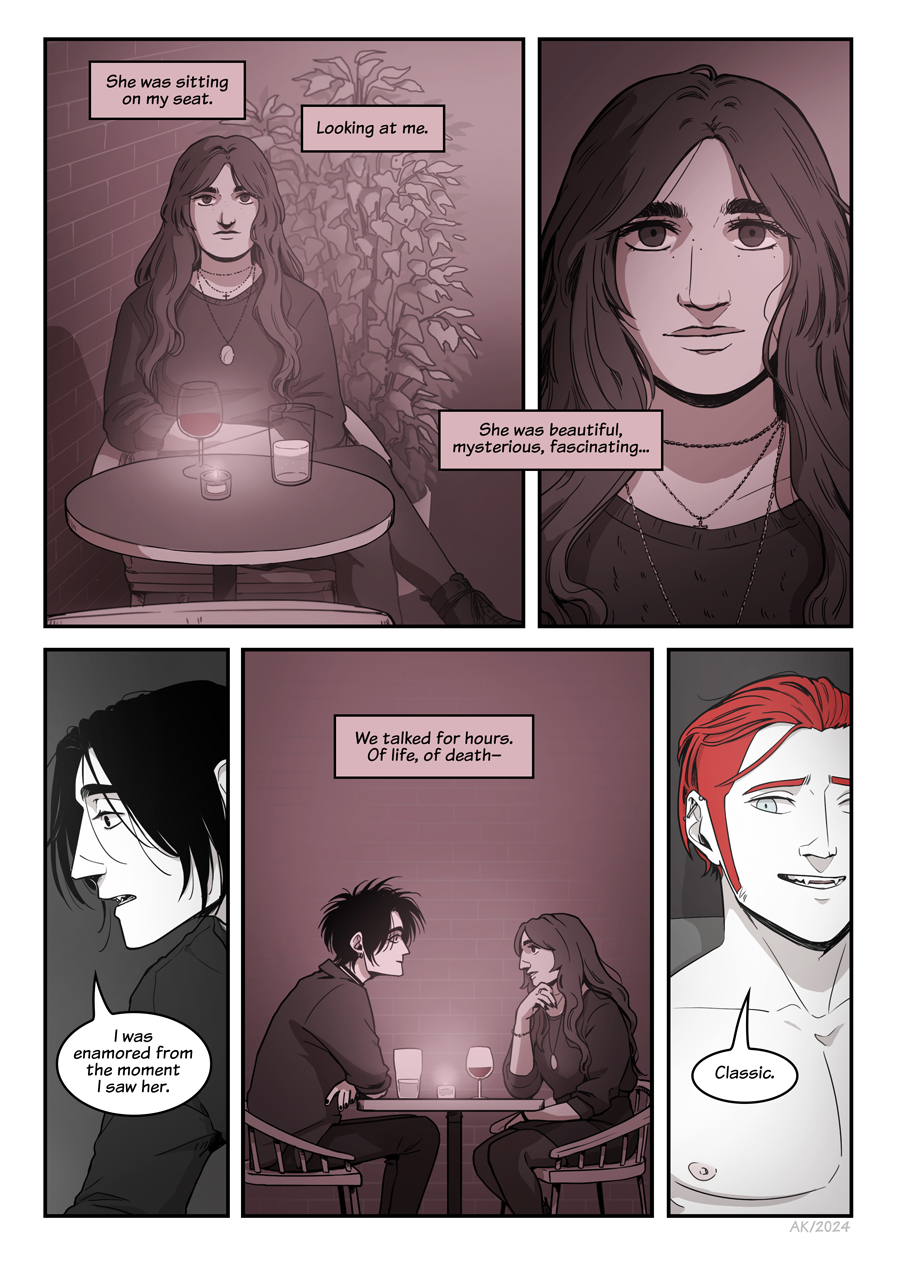 She was sitting
on my seat.
Looking at me.
She was beautiful,
mysterious, fascinating...
I was
enamored from
the moment
I saw her.
We talked for hours.
Of life, of death–
Classic.
AK/2024